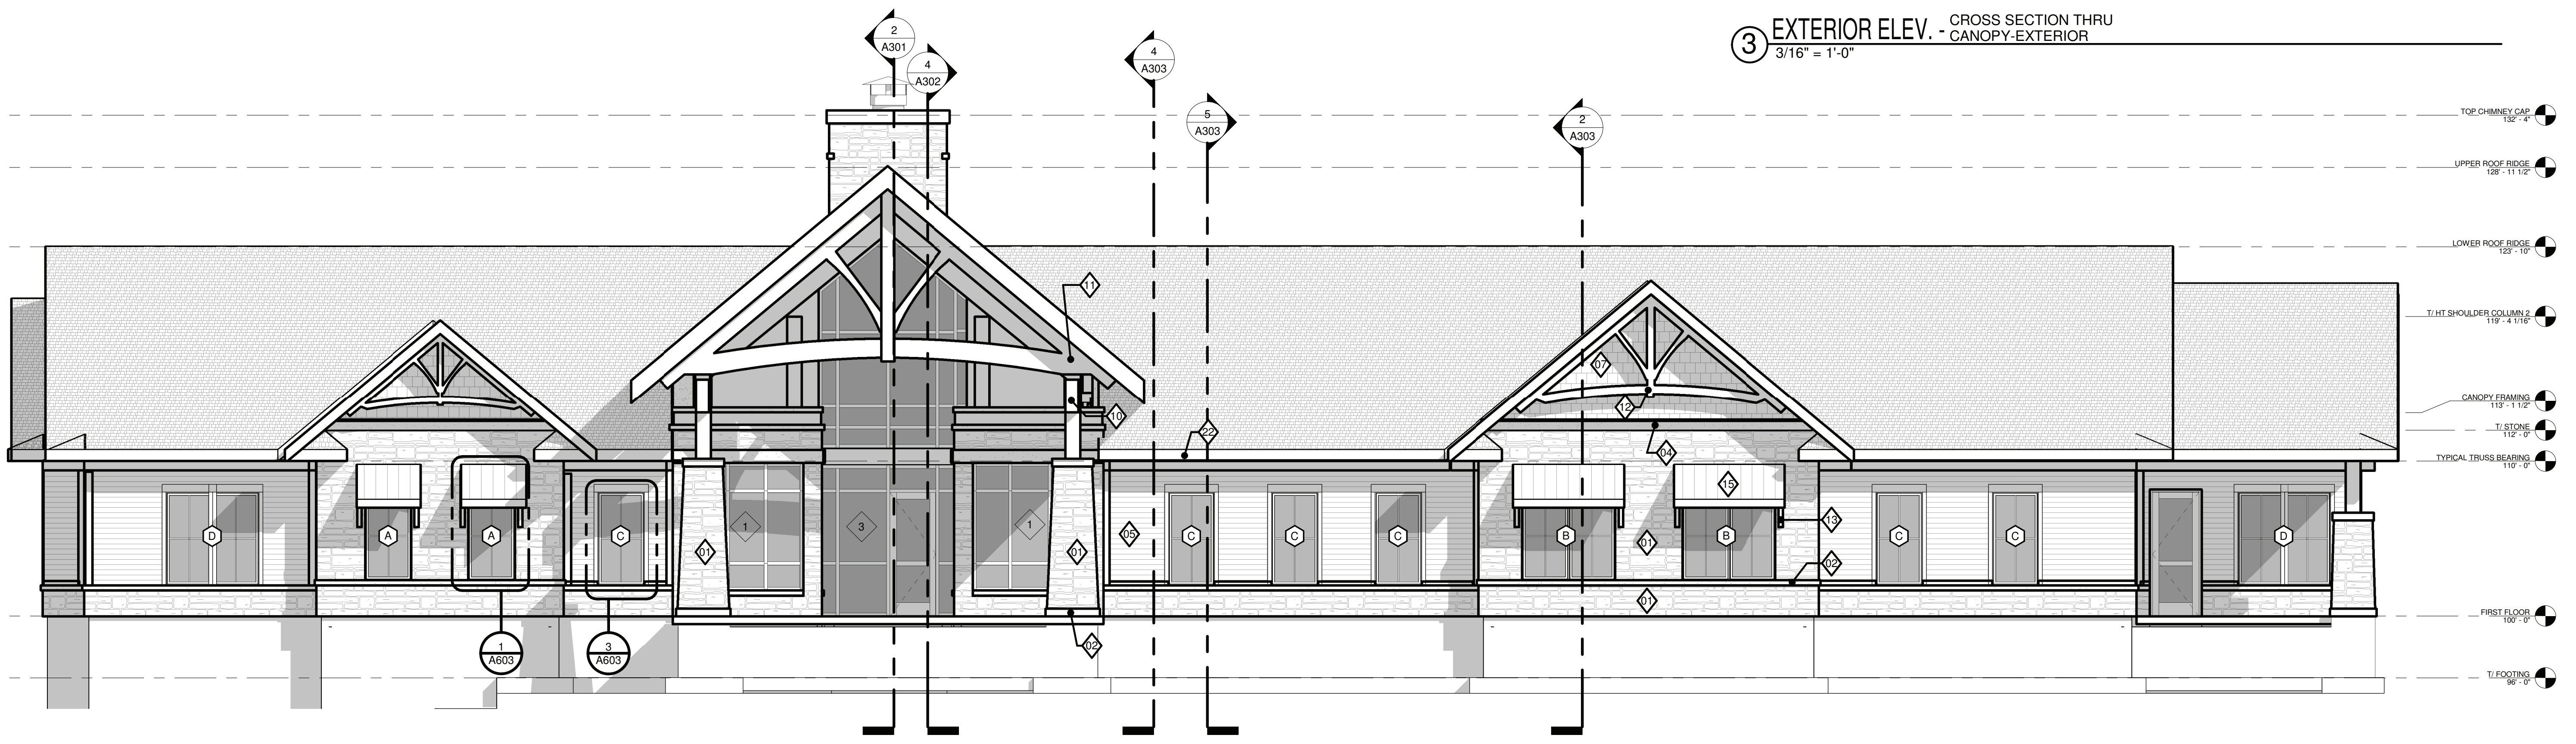 3
EXTERIOR ELEV. -
CROSS SECTION THRU
CANOPY-EXTERIOR
3/16" = 1'-0"
2
A301
4
A302
4
A303
5
A303
2
A303
TOP CHIMNEY CAP
132' - 4"
UPPER ROOF RIDGE
128' - 11 1/2"
LOWER ROOF RIDGE
123' - 10"
T/ HT SHOULDER COLUMN 2
119' - 4 1/16"
CANOPY FRAMING
113' - 1 1/2"
T/ STONE
112' - 0"
TYPICAL TRUSS BEARING
110' - 0"
FIRST FLOOR
100' - 0"
T/ FOOTING
96' - 0"
11
07
12
10
22
04
15
13
D
A
A
C
01
1
3
1
01
05
C
C
C
B
01
B
C
C
D
02
01
02
1
A603
3
A603